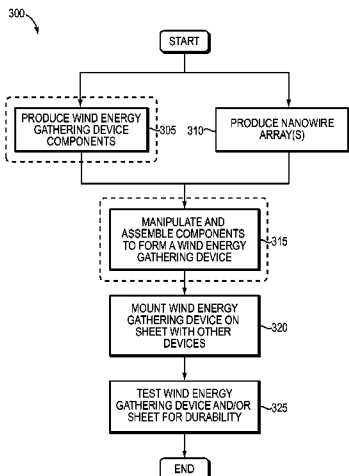 300
START
PRODUCE WIND ENERGY
GATHERING DEVICE
COMPONENTS
305
310
PRODUCE NANOWIRE
ARRAY(S)
MANIPULATE AND
ASSEMBLE COMPONENTS
TO FORM A WIND ENERGY
GATHERING DEVICE
315
MOUNT WIND ENERGY
GATHERING DEVICE ON
SHEET WITH OTHER
DEVICES
320
TEST WIND ENERGY
GATHERING DEVICE AND/OR
SHEET FOR DURABILITY
325
END